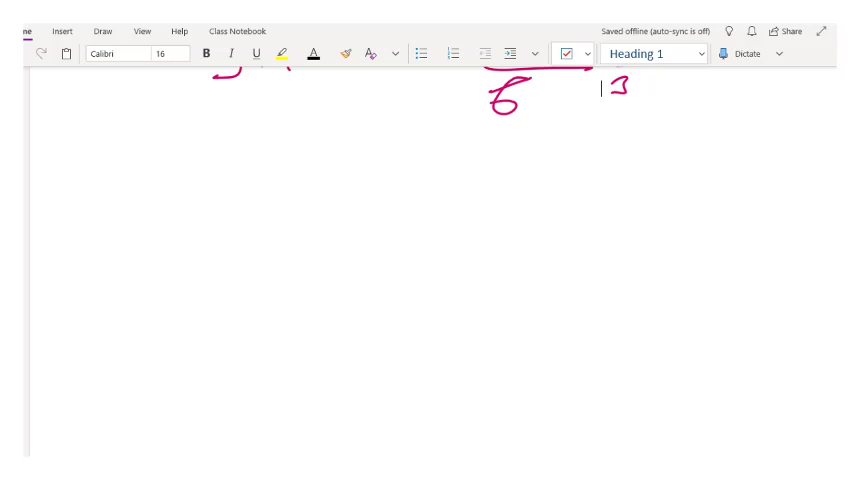 Insert Draw View Help Class Notebook Saved offline (auto-sync is off) Share
Calibri 16 B I U A A Heading 1 Dictate
3